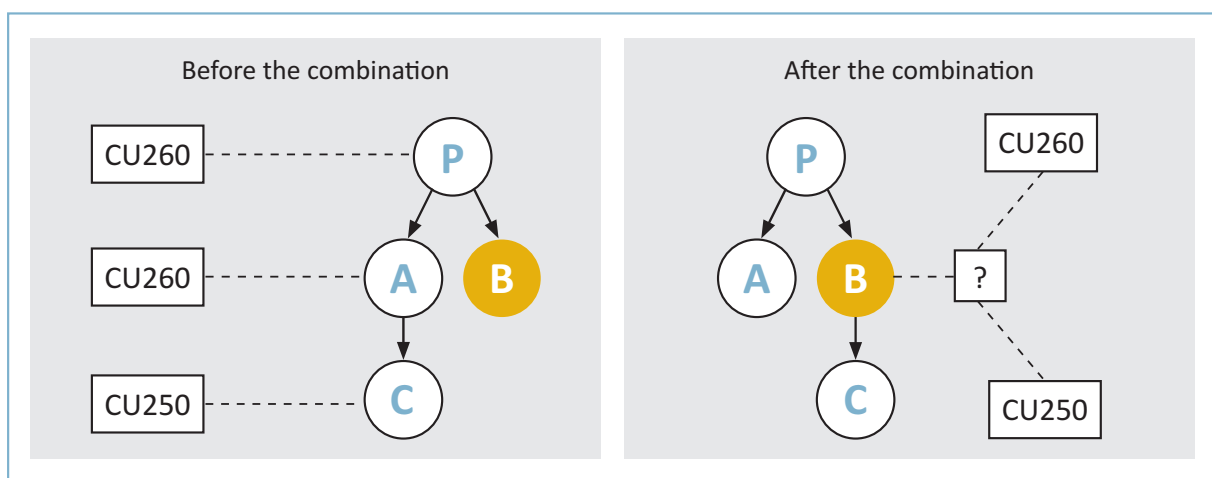 Before the combination
CU260
P
CU260
A
B
CU250
C
After the combination
P
CU260
A
B
?
C
CU250